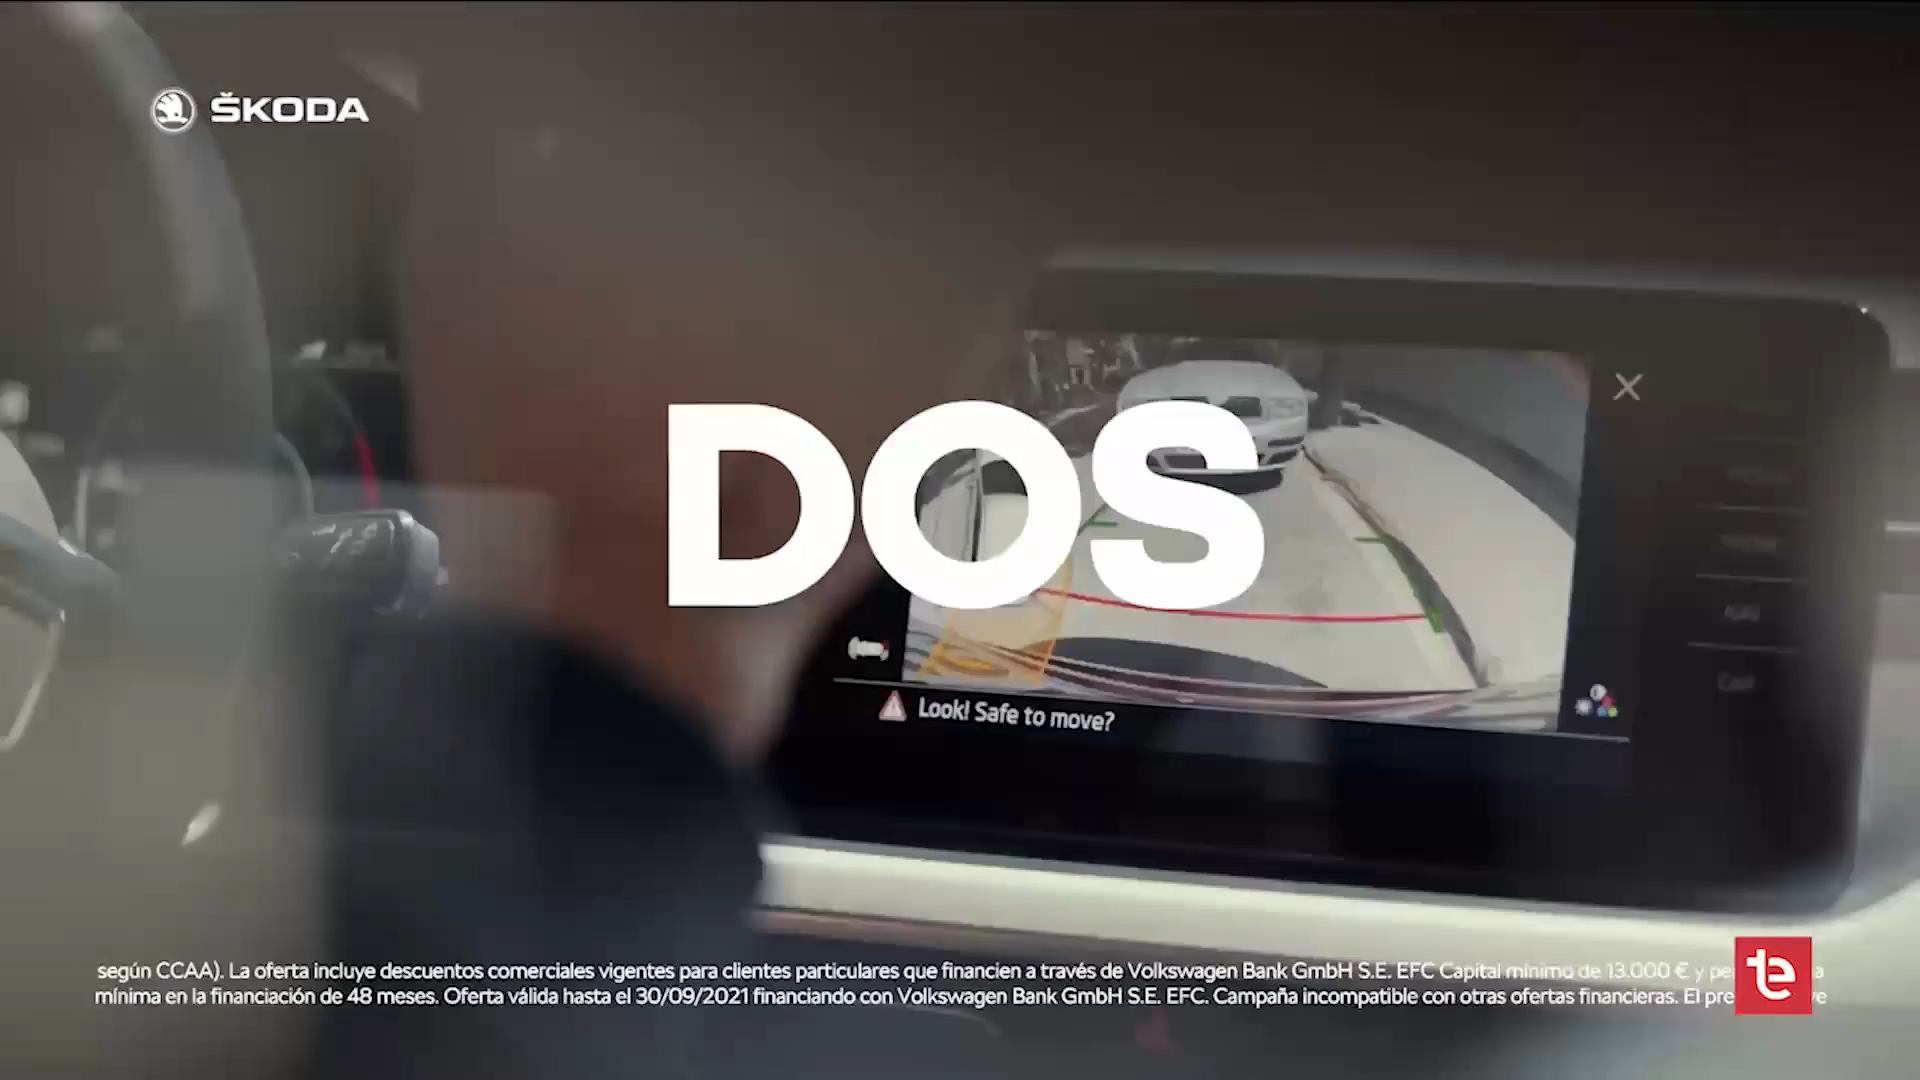 ŠKODA
DOS
Look! Safe to move?
según CCAA). La oferta incluye descuentos comerciales vigentes para clientes particulares que financien a través de Volkswagen Bank GmbH S.E. EFC Capital mínimo de 13.000 € y
te
mínima en la financiación de 48 meses. Oferta válida hasta el 30/09/2021 financiando con Volkswagen Bank GmbH S.E. EFC. Campaña incompatible con otras ofertas financieras. El